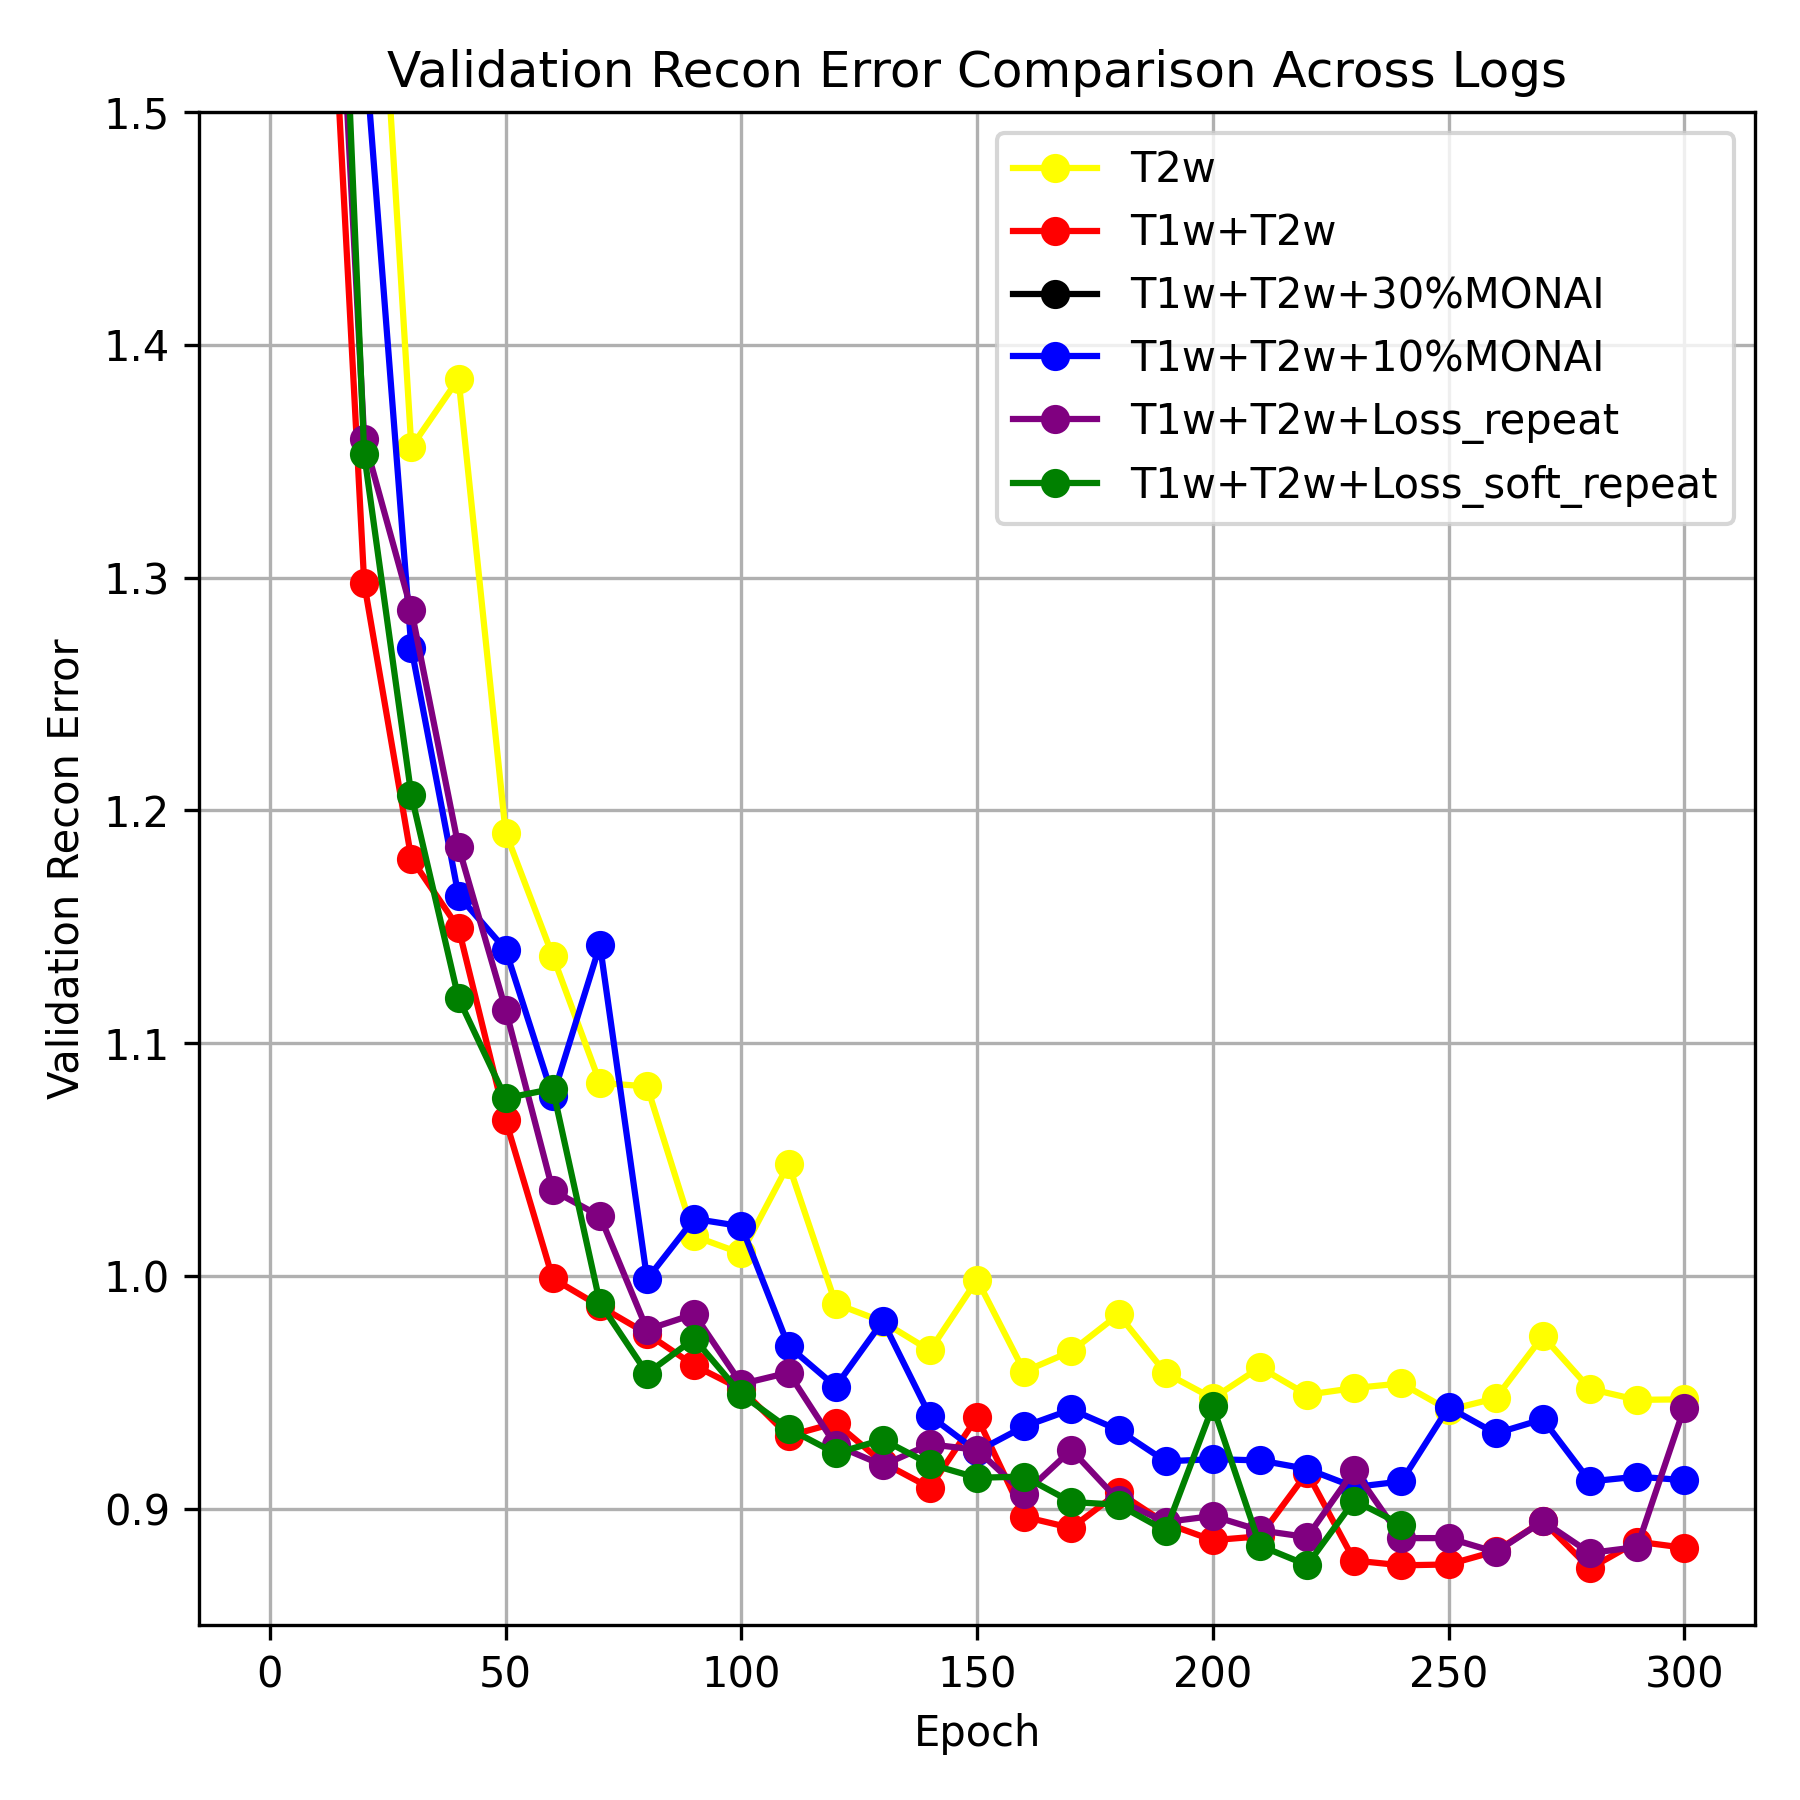 Validation Recon Error Comparison Across Logs
1.5
1.4
1.3
1.2
1.1
1.0
0.9
Validation Recon Error
T2w
T1w+T2w
T1w+T2w+30%MONAI
T1w+T2w+10%MONAI
T1w+T2w+Loss_repeat
T1w+T2w+Loss_soft_repeat
0 50 100 150 200 250 300
Epoch